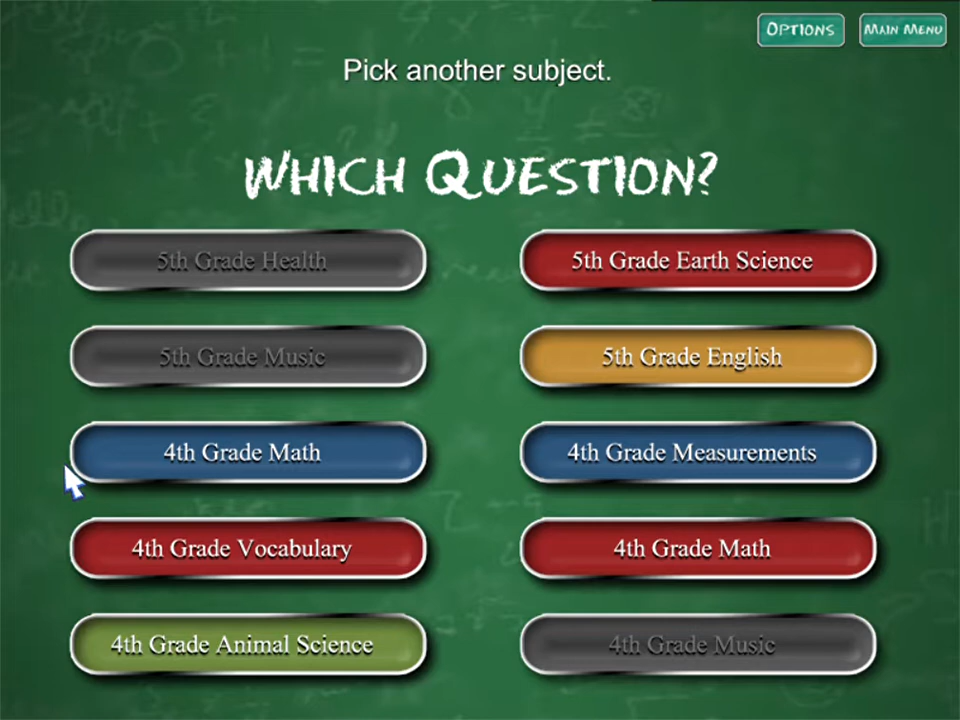 Options
Main Menu
Pick another subject.
Which Question?
5th Grade Health
5th Grade Earth Science
5th Grade Music
5th Grade English
4th Grade Math
4th Grade Measurements
4th Grade Vocabulary
4th Grade Math
4th Grade Animal Science
4th Grade Music